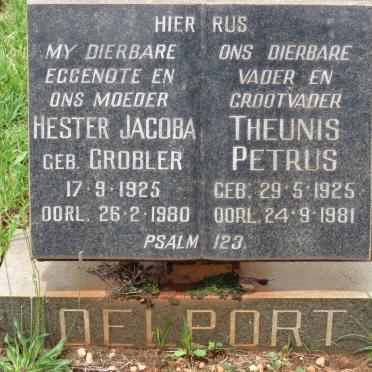 HIER RUS
MY DIERBARE
EGGENOTE EN
ONS MOEDER
HESTER JACOBA
GEB. GROBLER
17·9·1925
OORL. 26·2·1980
ONS DIERBARE
VADER EN
GROOTVADER
THEUNIS
PETRUS
GEB. 29·5·1925
OORL. 24·9·1981
PSALM 123.
DELPORT